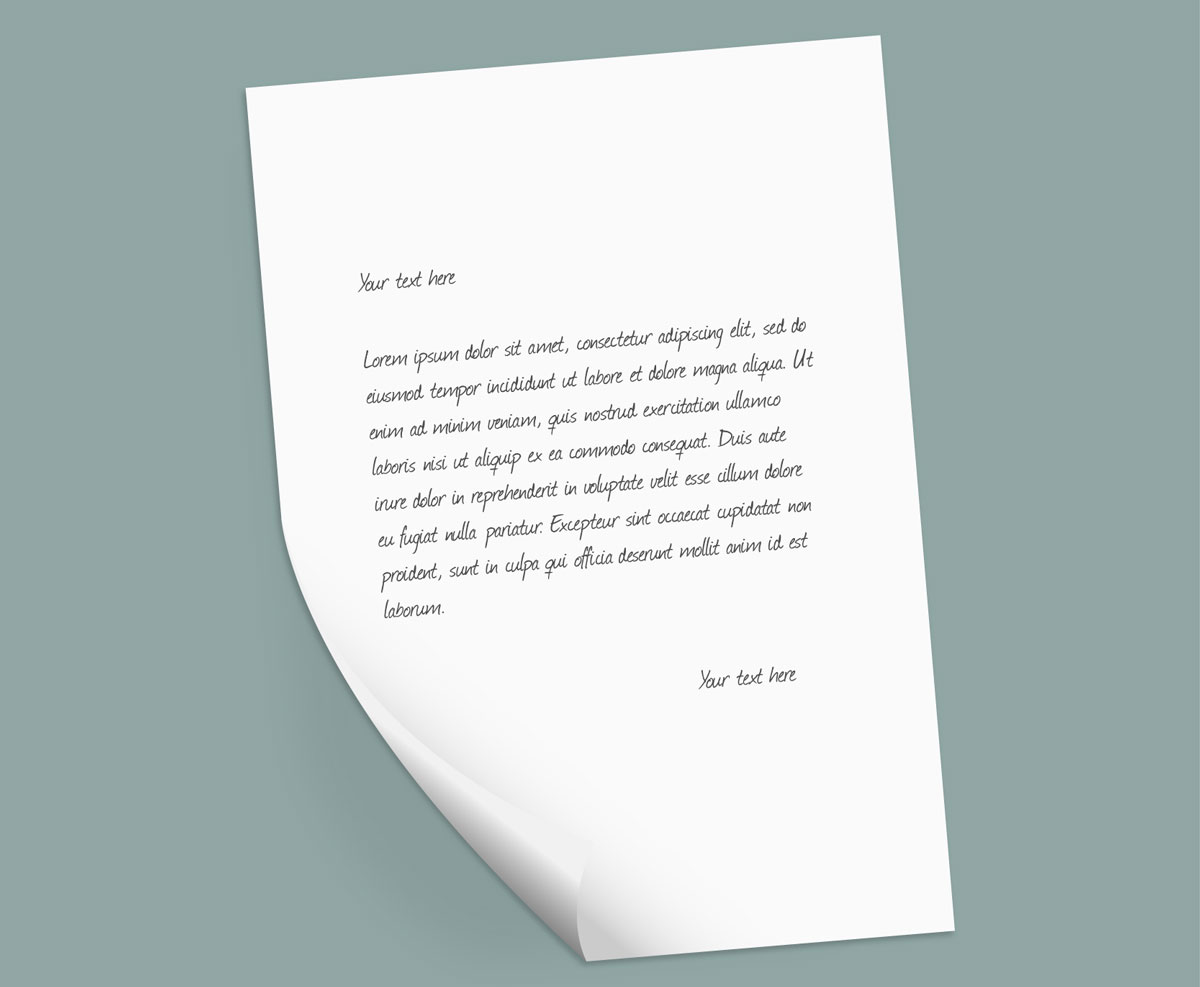 Your text here
Lorem ipsum dolor sit amet, consectetur adipiscing elit, sed do
eiusmod tempor incididunt ut labore et dolore magna aliqua. Ut
enim ad minim veniam, quis nostrud exercitation ullamco
laboris nisi ut aliquip ex ea commodo consequat. Duis aute
irure dolor in reprehenderit in voluptate velit esse cillum dolore
eu fugiat nulla pariatur. Excepteur sint occaecat cupidatat non
proident, sunt in culpa qui officia deserunt mollit anim id est
laborum.
Your text here